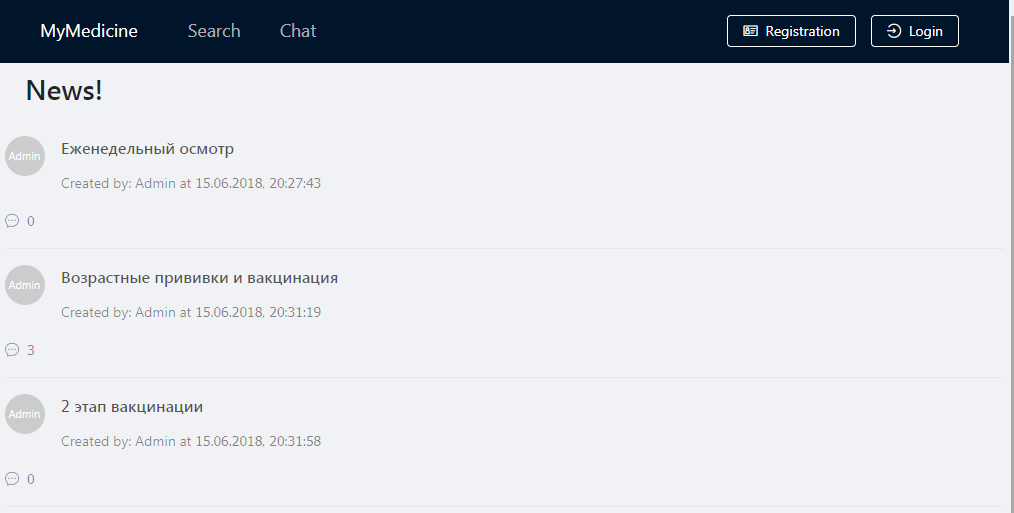 MyMedicine Search Chat Registration Login
News!
Admin Еженедельный осмотр
Created by: Admin at 15.06.2018, 20:27:43
0
Admin Возрастные прививки и вакцинация
Created by: Admin at 15.06.2018, 20:31:19
3
Admin 2 этап вакцинации
Created by: Admin at 15.06.2018, 20:31:58
0